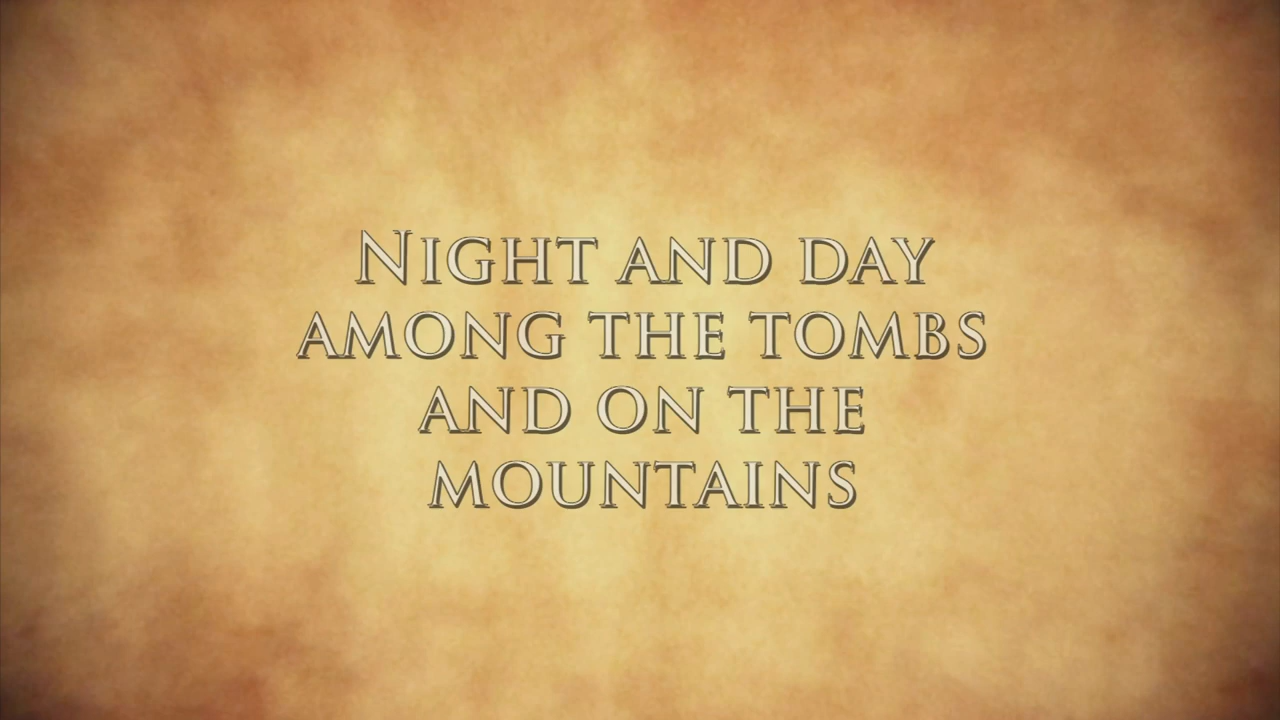 Night and day
among the tombs
and on the
mountains